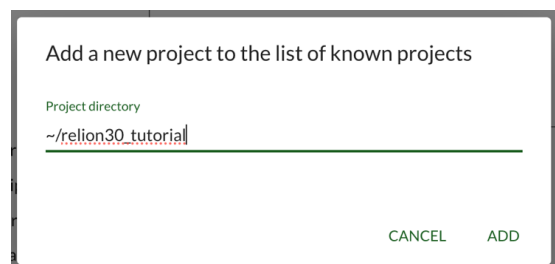 Add a new project to the list of known projects
Project directory
~/relion30_tutorial
CANCEL ADD